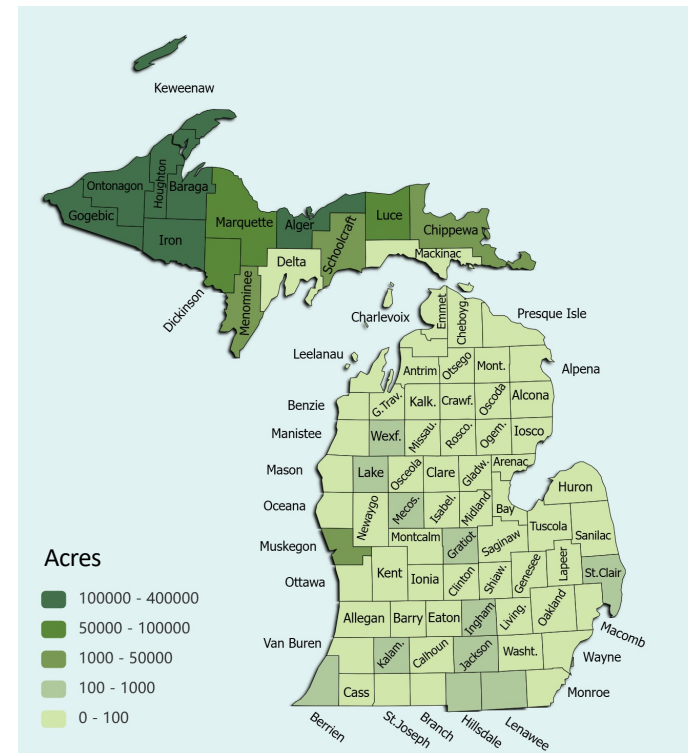 Keweenaw
Houghton
Ontonagon
Baraga
Gogebic
Iron
Marquette
Alger
Luce
Schoolcraft
Chippewa
Mackinac
Delta
Menominee
Dickinson
Charlevoix
Emmet
Cheboyg.
Presque Isle
Leelanau
Antrim
Otsego
Mont.
Alpena
Benzie
G.Trav.
Kalk.
Crawf.
Oscoda
Alcona
Manistee
Wexf.
Missau.
Rosco.
Ogem.
Iosco
Mason
Lake
Osceola
Clare
Gladw.
Arenac
Huron
Oceana
Newaygo
Mecos.
Isabel.
Midland
Bay
Tuscola
Sanilac
Muskegon
Montcalm
Gratiot
Saginaw
Acres
100000 - 400000
50000 - 100000
1000 - 50000
100 - 1000
0 - 100
Ottawa
Kent
Ionia
Clinton
Shiaw.
Genesee
Lapeer
St.Clair
Allegan
Barry
Eaton
Ingham
Living.
Oakland
Macomb
Van Buren
Kalam.
Calhoun
Jackson
Washt.
Wayne
Cass
Monroe
Berrien
St.Joseph
Branch
Hillsdale
Lenawee